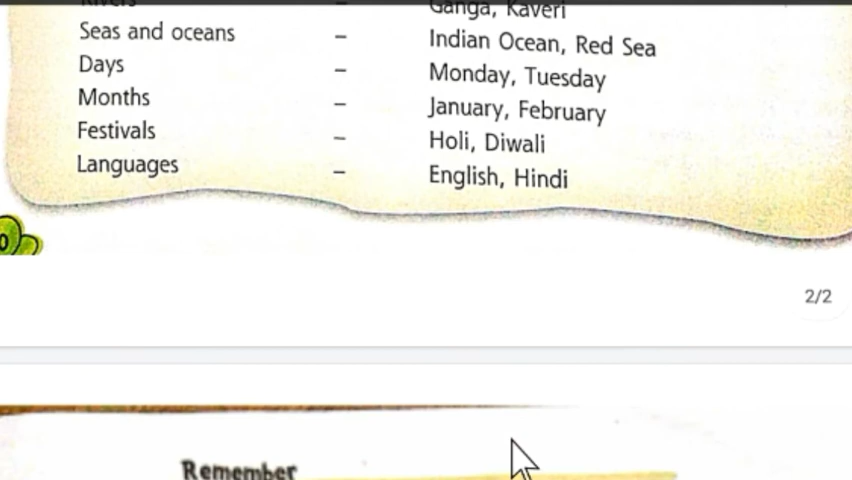 Rivers – Ganga, Kaveri
Seas and oceans – Indian Ocean, Red Sea
Days – Monday, Tuesday
Months – January, February
Festivals – Holi, Diwali
Languages – English, Hindi
2/2
Remember